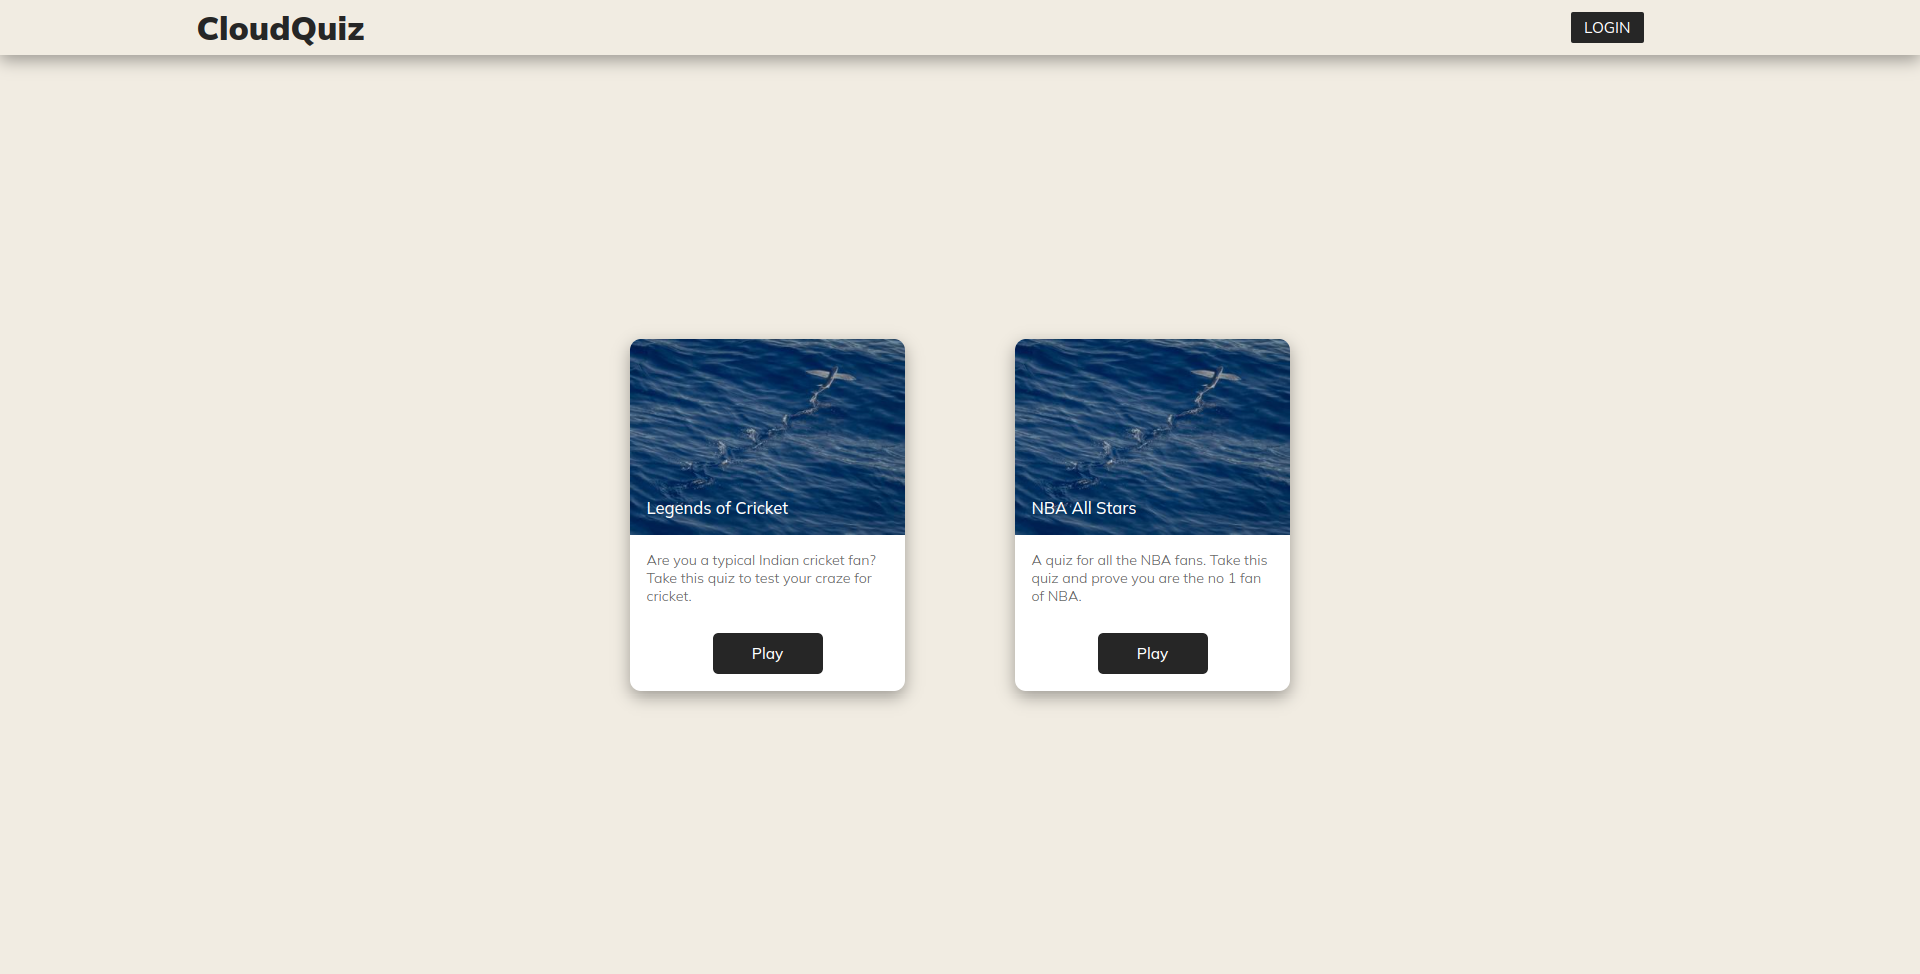 CloudQuiz
LOGIN
Legends of Cricket
Are you a typical Indian cricket fan?
Take this quiz to test your craze for
cricket.
Play
NBA All Stars
A quiz for all the NBA fans. Take this
quiz and prove you are the no 1 fan
of NBA.
Play